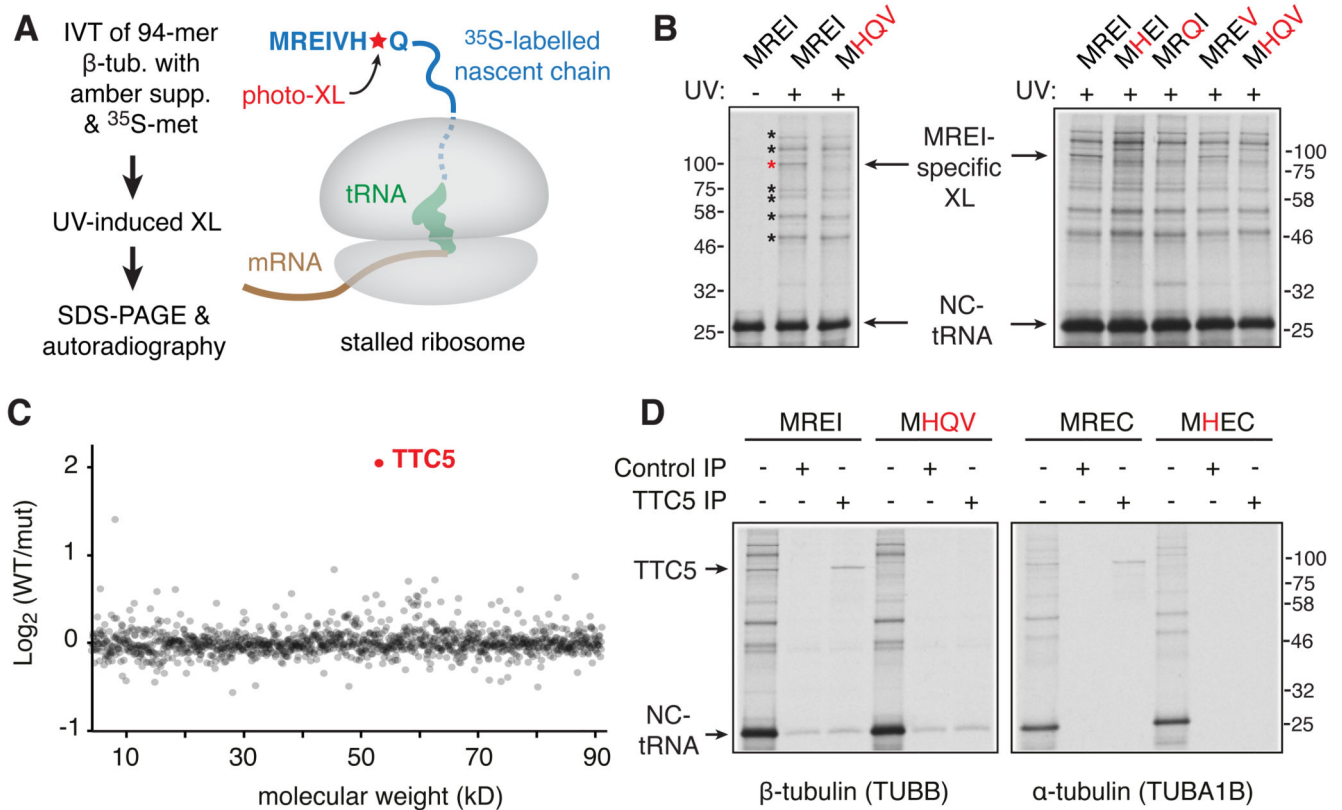 A
IVT of 94-mer
β-tub. with
amber supp.
& ³⁵S-met
UV-induced XL
SDS-PAGE &
autoradiography
MREIVH★Q
photo-XL
³⁵S-labelled
nascent chain
tRNA
mRNA
stalled ribosome
B
MREI MREI MHQV
UV: - + +
100-
75-
58-
46-
32-
25-
*
*
*
*
*
*
*
MREI-
specific
XL
NC-
tRNA
MREI MHEI MRQI MREV MHQV
UV: + + + + +
-100
-75
-58
-46
-32
-25
C
Log₂ (WT/mut)
2
1
0
-1
TTC5
10 30 50 70 90
molecular weight (kD)
D
MREI MHQV MREC MHEC
Control IP - + - - + - - + - - + -
TTC5 IP - - + - - + - - + - - +
TTC5
NC-
tRNA
-100
-75
-58
-46
-32
-25
β-tubulin (TUBB) α-tubulin (TUBA1B)